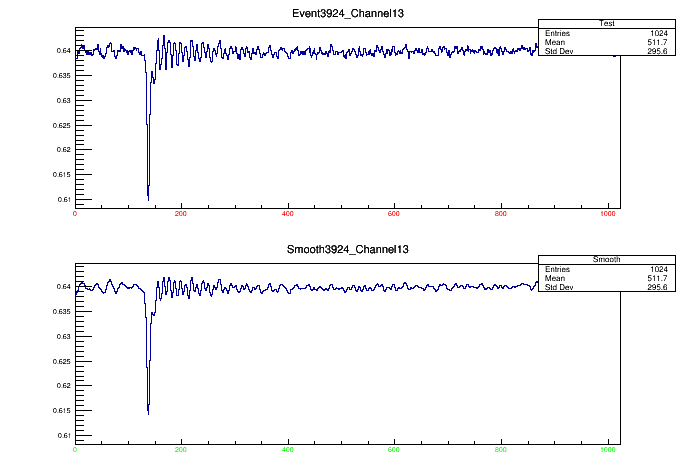 Event3924_Channel13
Test
Entries 1024
Mean 511.7
Std Dev 295.6
0.64
0.635
0.63
0.625
0.62
0.615
0.61
0 200 400 600 800 1000
Smooth3924_Channel13
Smooth
Entries 1024
Mean 511.7
Std Dev 295.6
0.64
0.635
0.63
0.625
0.62
0.615
0.61
0 200 400 600 800 1000